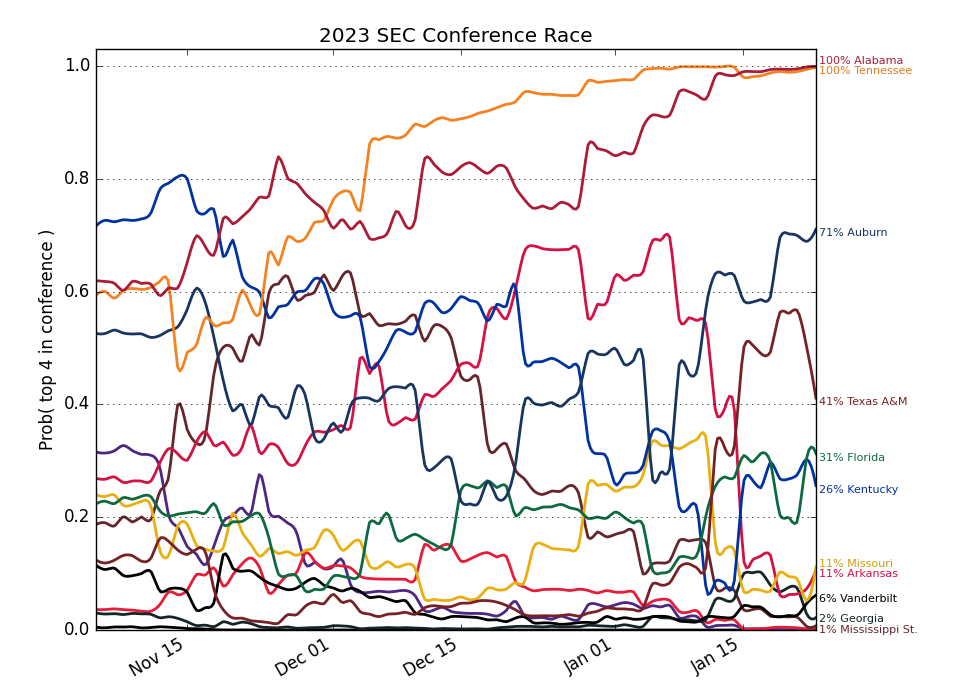 2023 SEC Conference Race
Prob( top 4 in conference )
1.0
0.8
0.6
0.4
0.2
0.0
Nov 15
Dec 01
Dec 15
Jan 01
Jan 15
100% Alabama
100% Tennessee
71% Auburn
41% Texas A&M
31% Florida
26% Kentucky
11% Missouri
11% Arkansas
6% Vanderbilt
2% Georgia
1% Mississippi St.